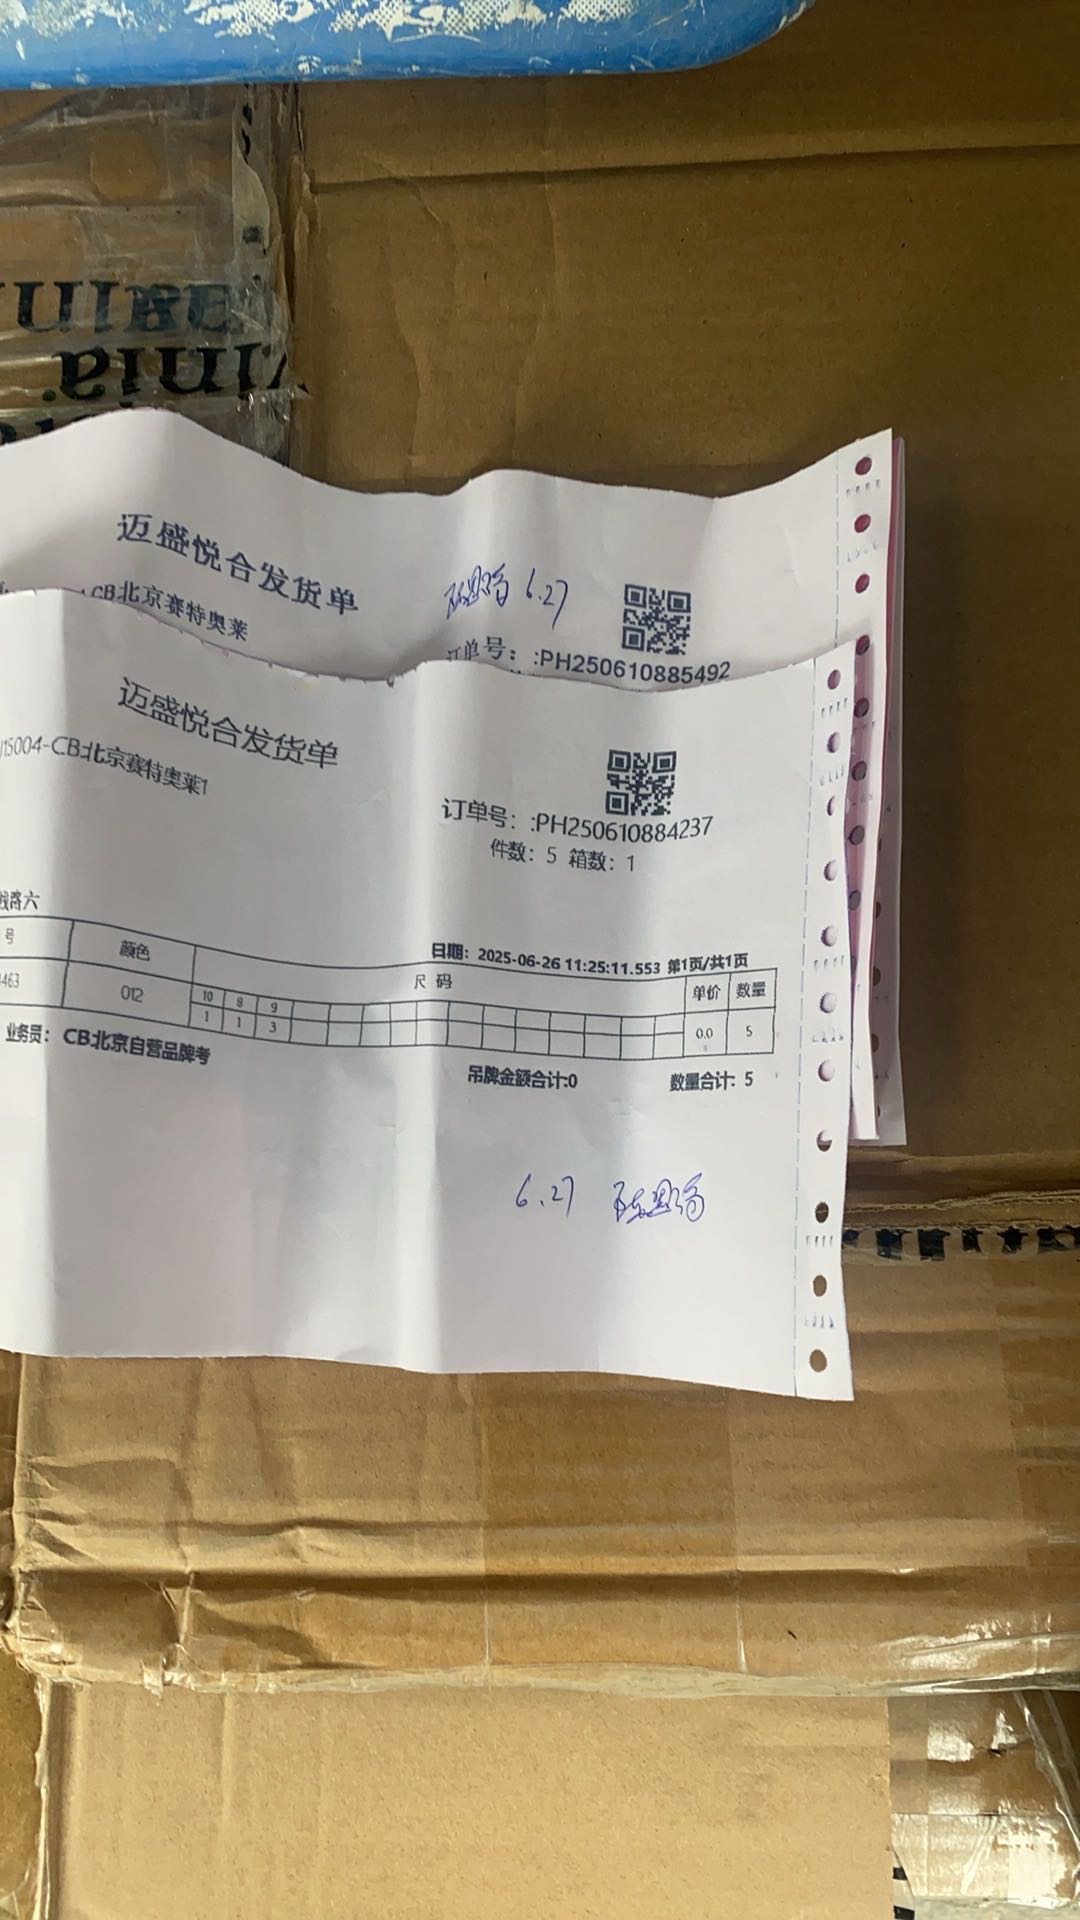 迈盛悦合发货单
6.27
CB北京赛特奥莱
订单号：:PH250610885492
迈盛悦合发货单
15004-CB北京赛特奥莱1
订单号：:PH250610884237
件数：5 箱数：1
线路六
日期：2025-06-26 11:25:11.553 第1页/共1页
号 颜色 尺 码 单价 数量
10 8 9
463 012 1 1 3 0.0 5
业务员： CB北京自营品牌考
吊牌金额合计:0 数量合计: 5
6.27